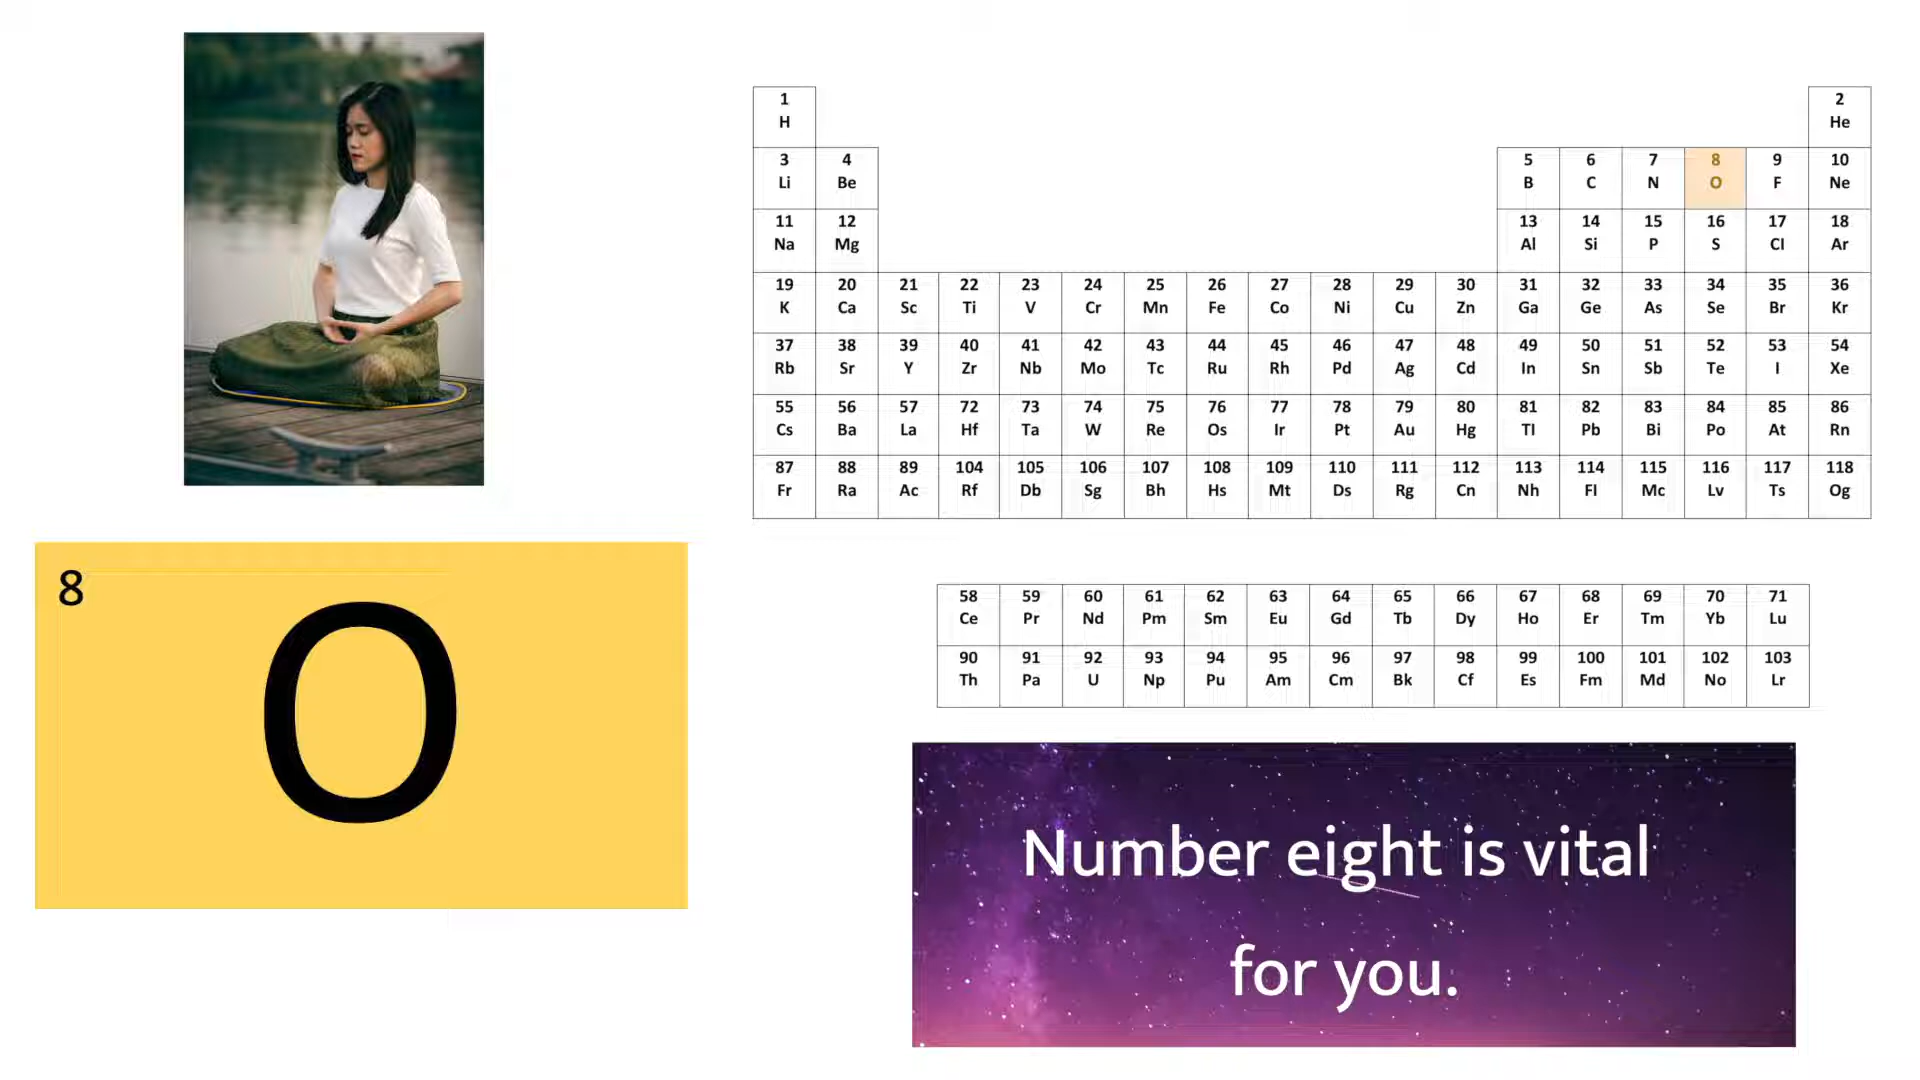 1 2
H He
3 4 5 6 7 8 9 10
Li Be B C N O F Ne
11 12 13 14 15 16 17 18
Na Mg Al Si P S Cl Ar
19 20 21 22 23 24 25 26 27 28 29 30 31 32 33 34 35 36
K Ca Sc Ti V Cr Mn Fe Co Ni Cu Zn Ga Ge As Se Br Kr
37 38 39 40 41 42 43 44 45 46 47 48 49 50 51 52 53 54
Rb Sr Y Zr Nb Mo Tc Ru Rh Pd Ag Cd In Sn Sb Te I Xe
55 56 57 72 73 74 75 76 77 78 79 80 81 82 83 84 85 86
Cs Ba La Hf Ta W Re Os Ir Pt Au Hg Tl Pb Bi Po At Rn
87 88 89 104 105 106 107 108 109 110 111 112 113 114 115 116 117 118
Fr Ra Ac Rf Db Sg Bh Hs Mt Ds Rg Cn Nh Fl Mc Lv Ts Og
58 59 60 61 62 63 64 65 66 67 68 69 70 71
Ce Pr Nd Pm Sm Eu Gd Tb Dy Ho Er Tm Yb Lu
90 91 92 93 94 95 96 97 98 99 100 101 102 103
Th Pa U Np Pu Am Cm Bk Cf Es Fm Md No Lr
8
O
Number eight is vital
for you.